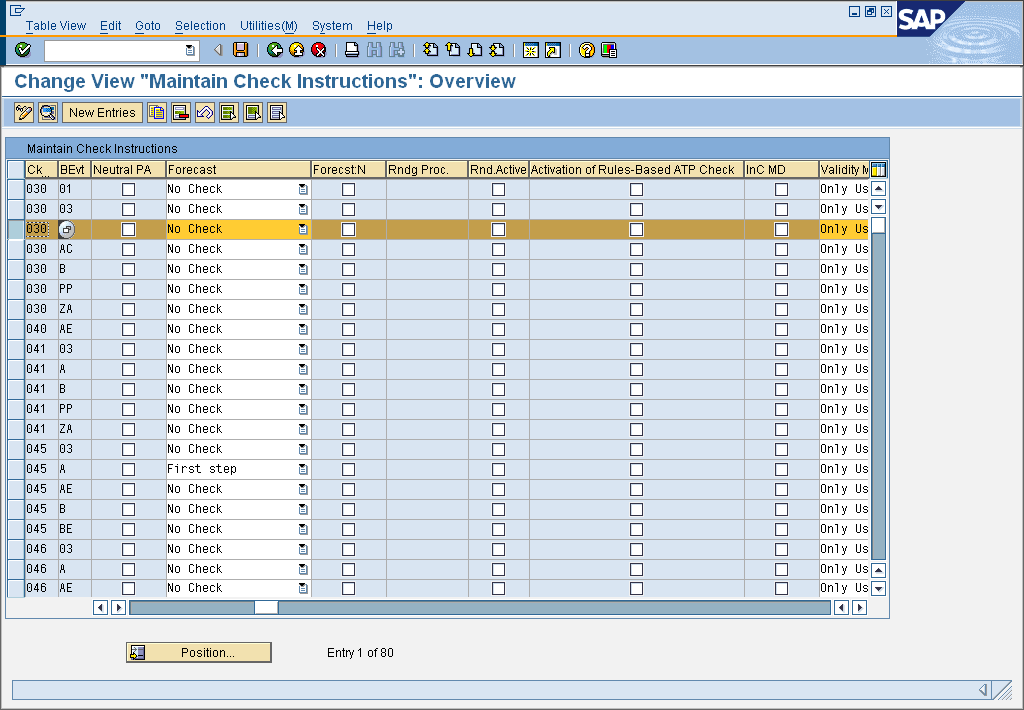 Table View Edit Goto Selection Utilities(M) System Help
SAP
Change View "Maintain Check Instructions": Overview
New Entries
Maintain Check Instructions
Ck... BEvt Neutral PA Forecast Forecst:N Rndg Proc. Rnd.Active Activation of Rules-Based ATP Check InC MD Validity M
030 01 No Check Only Us
030 03 No Check Only Us
030 No Check Only Us
030 AC No Check Only Us
030 B No Check Only Us
030 PP No Check Only Us
030 ZA No Check Only Us
040 AE No Check Only Us
041 03 No Check Only Us
041 A No Check Only Us
041 B No Check Only Us
041 PP No Check Only Us
041 ZA No Check Only Us
045 03 No Check Only Us
045 A First step Only Us
045 AE No Check Only Us
045 B No Check Only Us
045 BE No Check Only Us
046 03 No Check Only Us
046 A No Check Only Us
046 AE No Check Only Us
Position... Entry 1 of 80